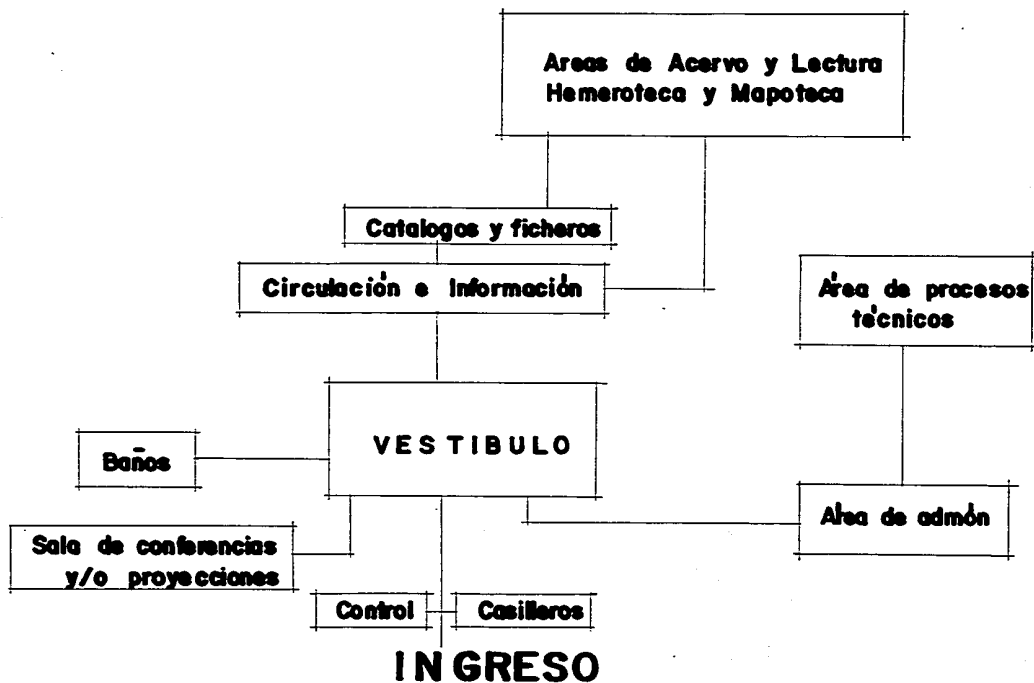 Areas de Acervo y Lectura
Hemeroteca y Mapoteca
Catalogos y ficheros
Circulación e Información
Área de procesos
técnicos
VESTIBULO
Baños
Área de admón
Sala de conferencias
y/o proyecciones
Control
Casilleros
INGRESO